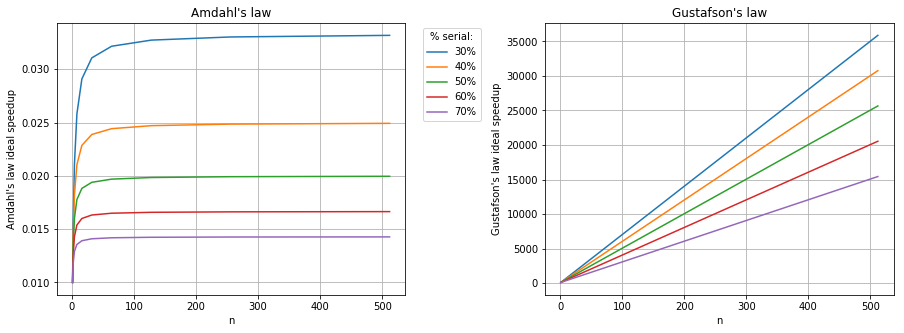 Amdahl's law
Amdahl's law ideal speedup
0.030
0.025
0.020
0.015
0.010
0 100 200 300 400 500
n
% serial:
30%
40%
50%
60%
70%
Gustafson's law
Gustafson's law ideal speedup
35000
30000
25000
20000
15000
10000
5000
0
0 100 200 300 400 500
n